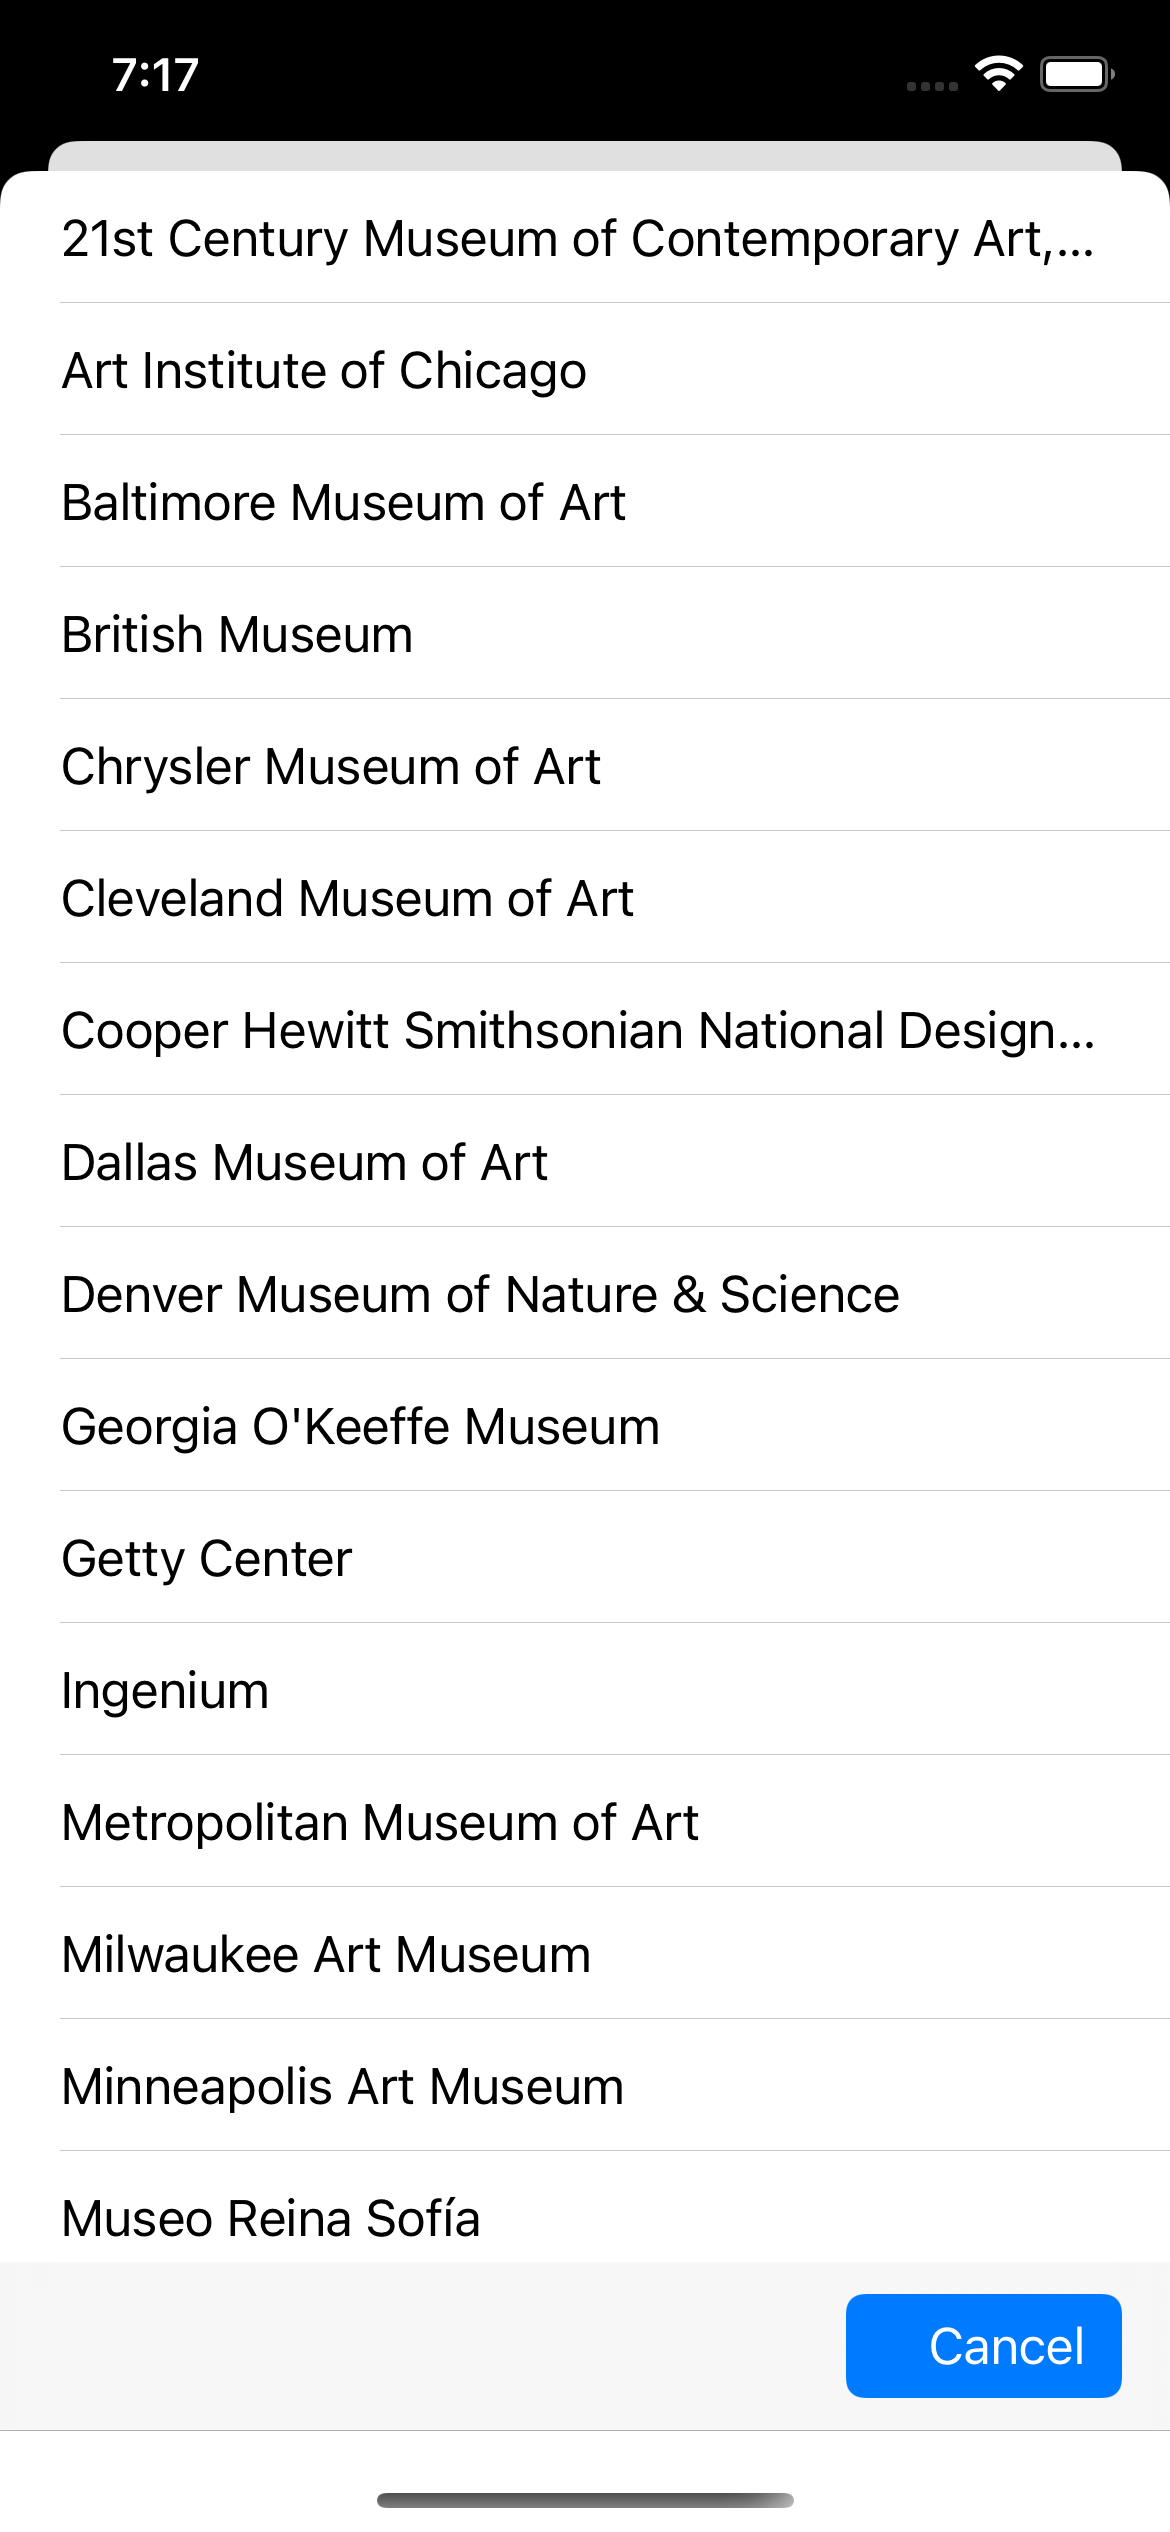 7:17
21st Century Museum of Contemporary Art,...
Art Institute of Chicago
Baltimore Museum of Art
British Museum
Chrysler Museum of Art
Cleveland Museum of Art
Cooper Hewitt Smithsonian National Design...
Dallas Museum of Art
Denver Museum of Nature & Science
Georgia O'Keeffe Museum
Getty Center
Ingenium
Metropolitan Museum of Art
Milwaukee Art Museum
Minneapolis Art Museum
Museo Reina Sofía
Cancel